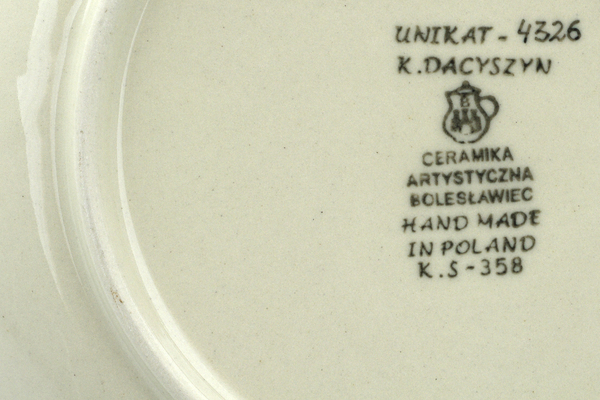 UNIKAT - 4326
K.DACYSZYN
CERAMIKA
ARTYSTYCZNA
BOLESŁAWIEC
HAND MADE
IN POLAND
K.S-358